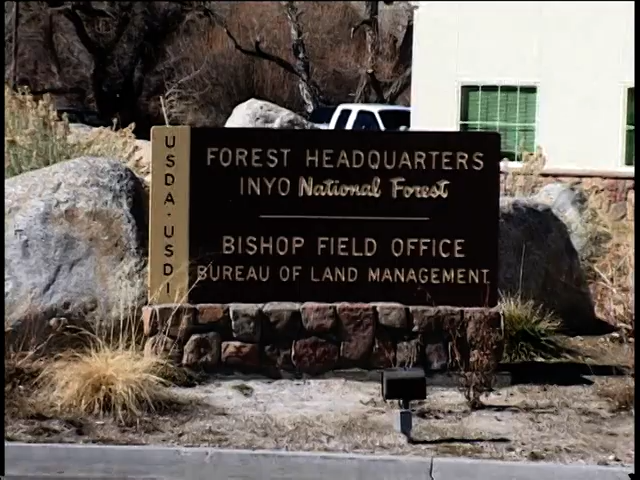 USDA · USDI
FOREST HEADQUARTERS
INYO National Forest
BISHOP FIELD OFFICE
BUREAU OF LAND MANAGEMENT